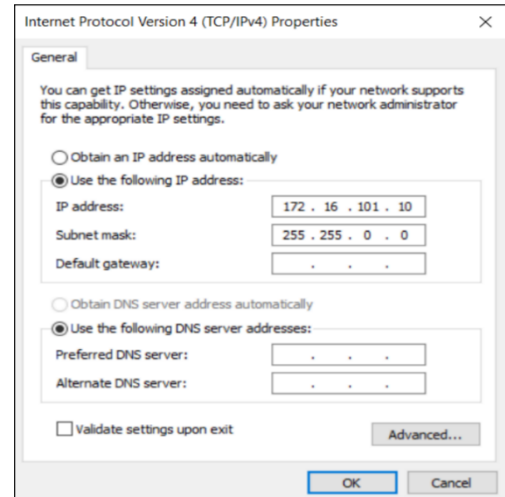 Internet Protocol Version 4 (TCP/IPv4) Properties
General
You can get IP settings assigned automatically if your network supports
this capability. Otherwise, you need to ask your network administrator
for the appropriate IP settings.
Obtain an IP address automatically
Use the following IP address:
IP address: 172 . 16 . 101 . 10
Subnet mask: 255 . 255 . 0 . 0
Default gateway: . . .
Obtain DNS server address automatically
Use the following DNS server addresses:
Preferred DNS server: . . .
Alternate DNS server: . . .
Validate settings upon exit
Advanced...
OK Cancel